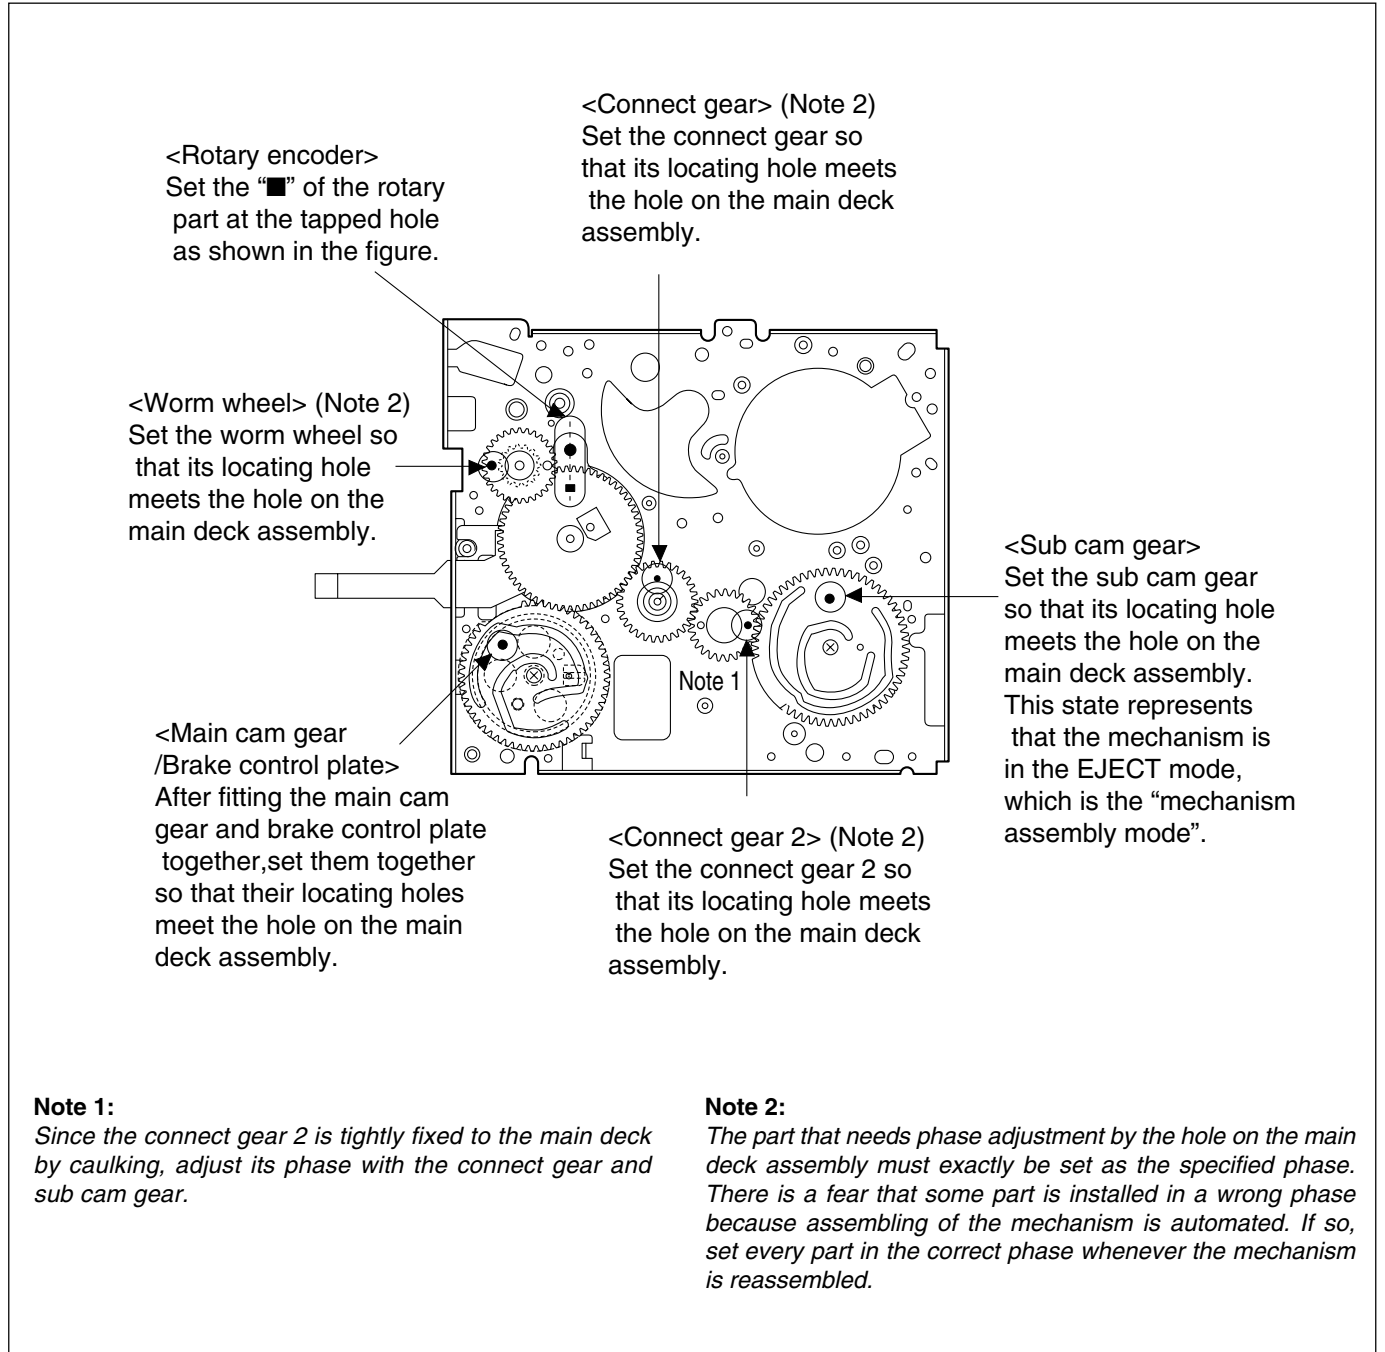 <Connect gear> (Note 2)
Set the connect gear so
that its locating hole meets
the hole on the main deck
assembly.
<Rotary encoder>
Set the “■” of the rotary
part at the tapped hole
as shown in the figure.
<Worm wheel> (Note 2)
Set the worm wheel so
that its locating hole
meets the hole on the
main deck assembly.
<Sub cam gear>
Set the sub cam gear
so that its locating hole
meets the hole on the
main deck assembly.
This state represents
that the mechanism is
in the EJECT mode,
which is the “mechanism
assembly mode”.
Note 1
<Main cam gear
/Brake control plate>
After fitting the main cam
gear and brake control plate
together,set them together
so that their locating holes
meet the hole on the main
deck assembly.
<Connect gear 2> (Note 2)
Set the connect gear 2 so
that its locating hole meets
the hole on the main deck
assembly.
Note 1:
Since the connect gear 2 is tightly fixed to the main deck
by caulking, adjust its phase with the connect gear and
sub cam gear.
Note 2:
The part that needs phase adjustment by the hole on the main
deck assembly must exactly be set as the specified phase.
There is a fear that some part is installed in a wrong phase
because assembling of the mechanism is automated. If so,
set every part in the correct phase whenever the mechanism
is reassembled.